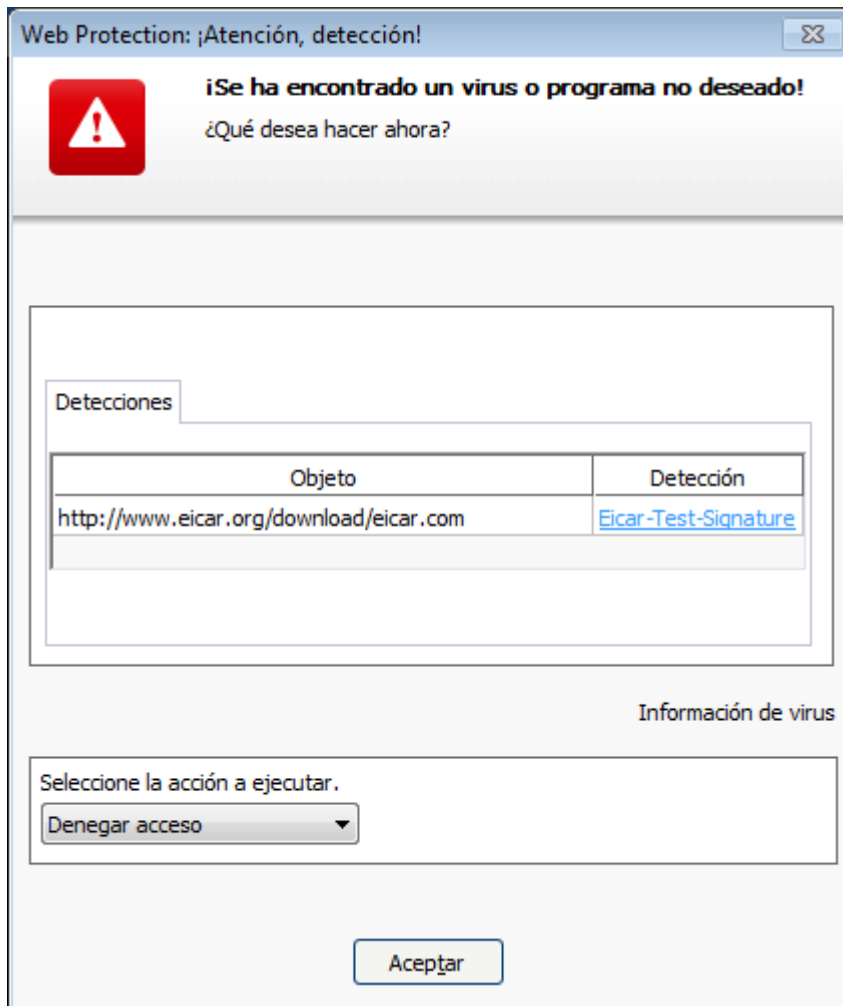 Web Protection: ¡Atención, detección!
¡Se ha encontrado un virus o programa no deseado!
¿Qué desea hacer ahora?
Detecciones
Objeto Detección
http://www.eicar.org/download/eicar.com Eicar-Test-Signature
Información de virus
Seleccione la acción a ejecutar.
Denegar acceso
Aceptar